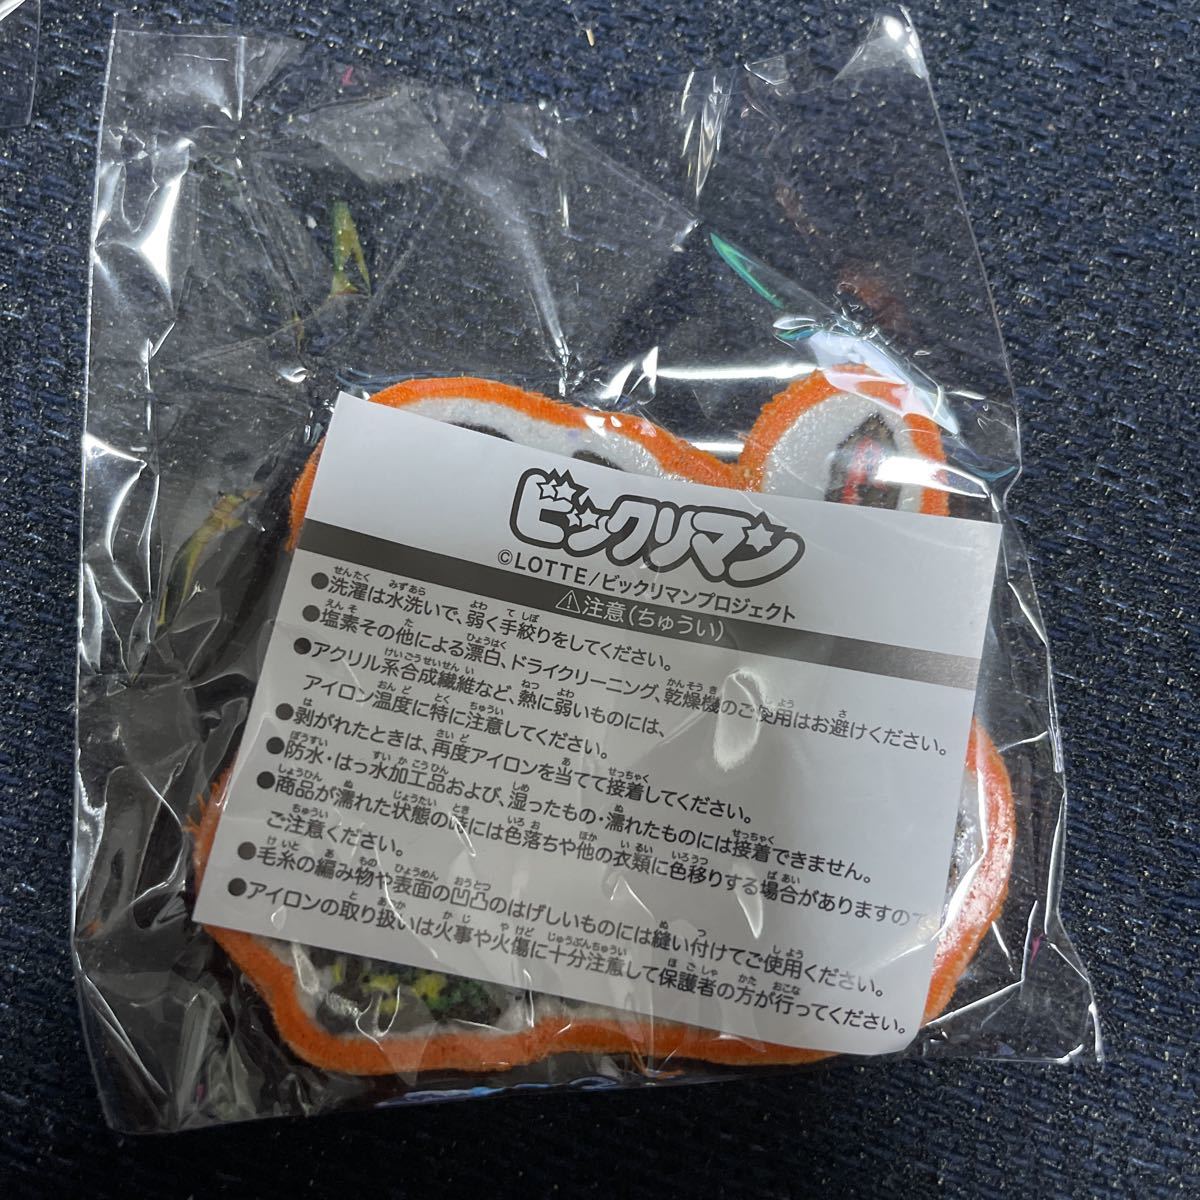 ビックリマン
©LOTTE/ビックリマンプロジェクト
⚠注意(ちゅうい)
●洗濯は水洗いで、弱く手絞りをしてください。
●塩素その他による漂白、ドライクリーニング、乾燥機のご使用はお避けください。
●アクリル系合成繊維など、熱に弱いものには、
アイロン温度に特に注意してください。
●剥がれたときは、再度アイロンを当てて接着してください。
●防水・はっ水加工品および、湿ったもの・濡れたものには接着できません。
●商品が濡れた状態の時には色落ちや他の衣類に色移りする場合がありますので
ご注意ください。
●毛糸の編み物や表面の凹凸のはげしいものには縫い付けてご使用ください。
●アイロンの取り扱いは火事や火傷に十分注意して保護者の方が行ってください。